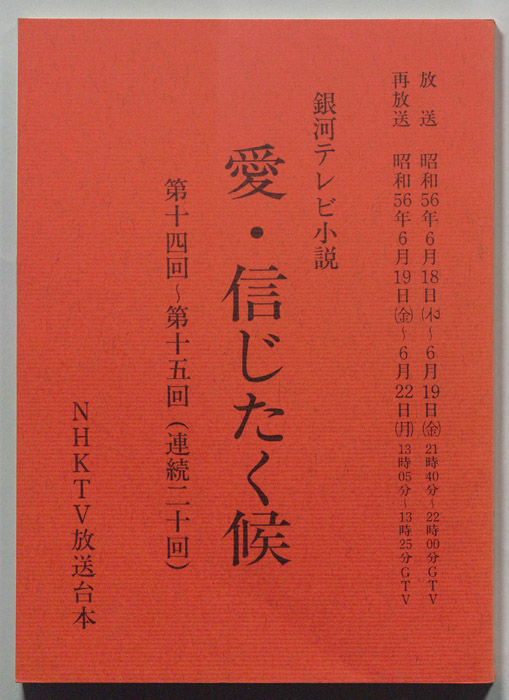 放送 昭和56年6月18日(木)~6月19日(金)21時40分~22時00分GTV
再放送 昭和56年6月19日(金)~6月22日(月)13時05分~13時25分GTV
銀河テレビ小説
愛・信じたく候
第十四回~第十五回(連続二十回)
NHKTV放送台本